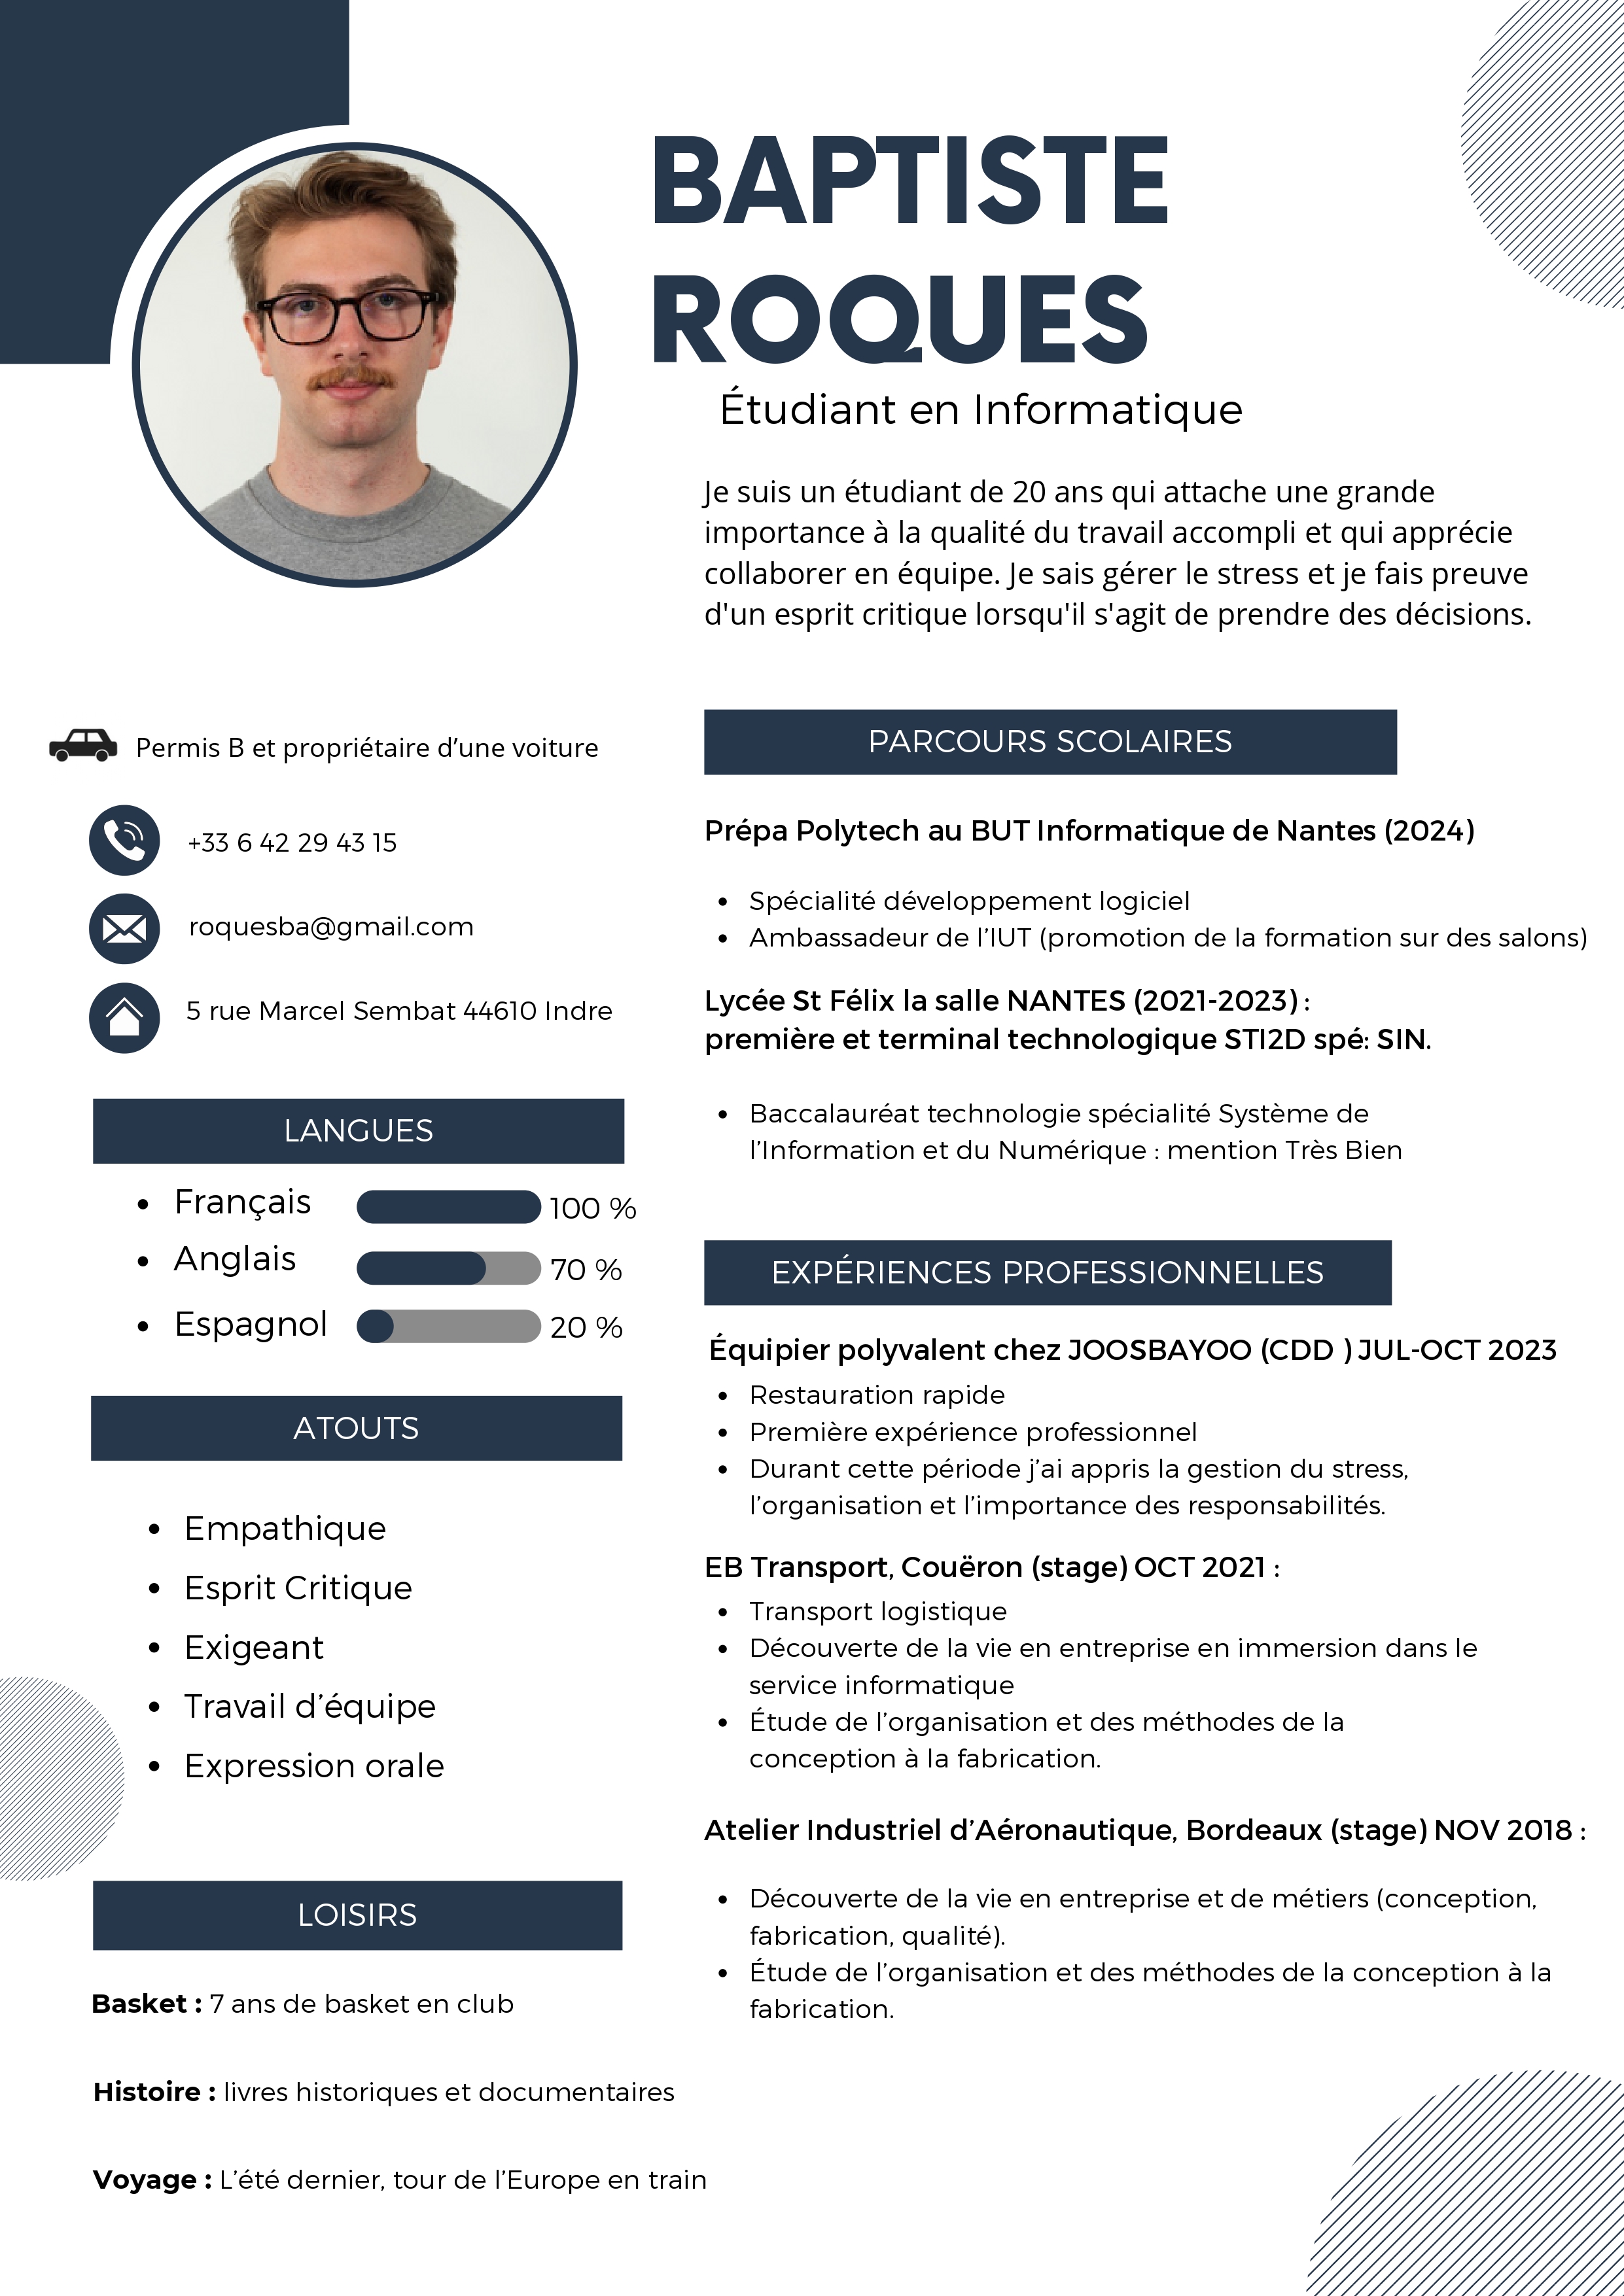 BAPTISTE
ROQUES
Étudiant en Informatique
Je suis un étudiant de 20 ans qui attache une grande
importance à la qualité du travail accompli et qui apprécie
collaborer en équipe. Je sais gérer le stress et je fais preuve
d'un esprit critique lorsqu'il s'agit de prendre des décisions.
Permis B et propriétaire d’une voiture
+33 6 42 29 43 15
roquesba@gmail.com
5 rue Marcel Sembat 44610 Indre
LANGUES
• Français 100 %
• Anglais 70 %
• Espagnol 20 %
ATOUTS
• Empathique
• Esprit Critique
• Exigeant
• Travail d’équipe
• Expression orale
LOISIRS
Basket : 7 ans de basket en club
Histoire : livres historiques et documentaires
Voyage : L’été dernier, tour de l’Europe en train
PARCOURS SCOLAIRES
Prépa Polytech au BUT Informatique de Nantes (2024)
• Spécialité développement logiciel
• Ambassadeur de l’IUT (promotion de la formation sur des salons)
Lycée St Félix la salle NANTES (2021-2023) :
première et terminal technologique STI2D spé: SIN.
• Baccalauréat technologie spécialité Système de
l’Information et du Numérique : mention Très Bien
EXPÉRIENCES PROFESSIONNELLES
Équipier polyvalent chez JOOSBAYOO (CDD ) JUL-OCT 2023
• Restauration rapide
• Première expérience professionnel
• Durant cette période j’ai appris la gestion du stress,
l’organisation et l’importance des responsabilités.
EB Transport, Couëron (stage) OCT 2021 :
• Transport logistique
• Découverte de la vie en entreprise en immersion dans le
service informatique
• Étude de l’organisation et des méthodes de la
conception à la fabrication.
Atelier Industriel d’Aéronautique, Bordeaux (stage) NOV 2018 :
• Découverte de la vie en entreprise et de métiers (conception,
fabrication, qualité).
• Étude de l’organisation et des méthodes de la conception à la
fabrication.